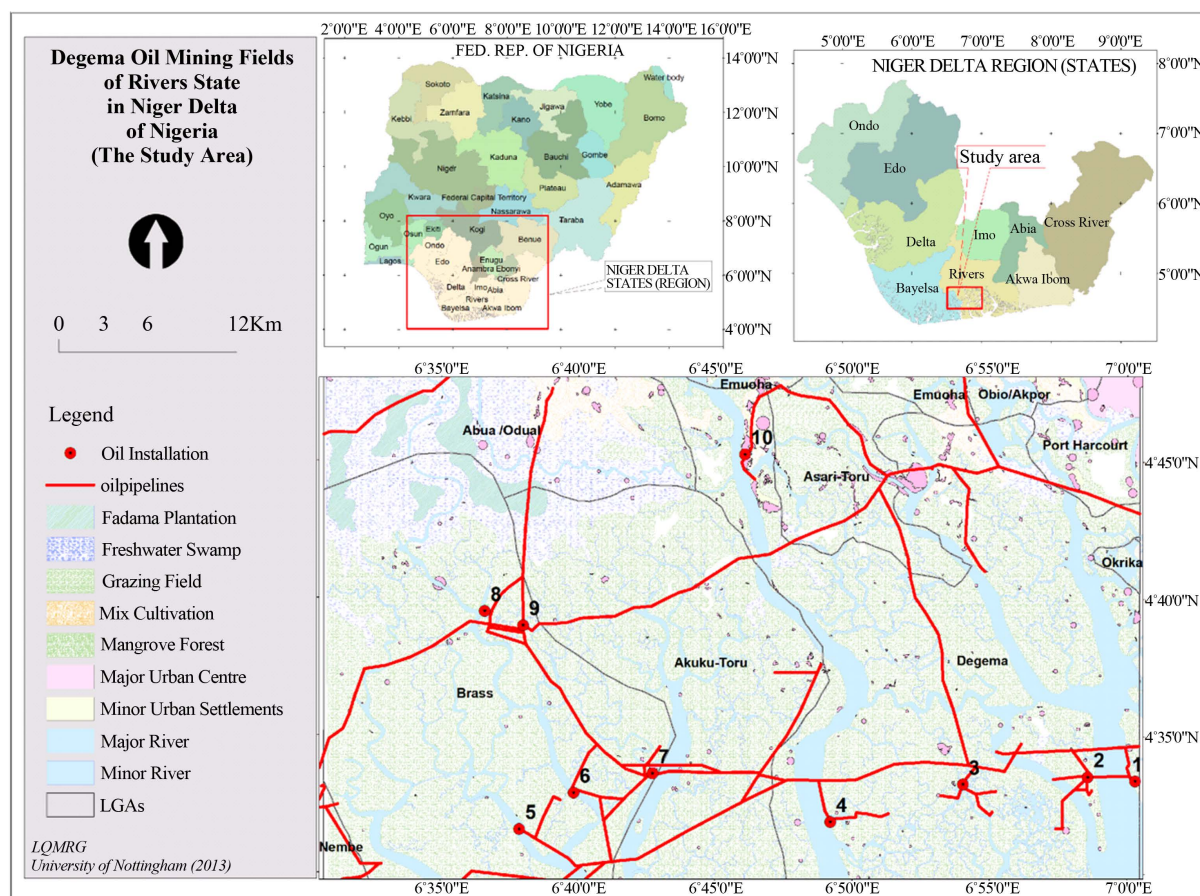 Degema Oil Mining Fields
of Rivers State
in Niger Delta
of Nigeria
(The Study Area)
0 3 6 12Km
Legend
Oil Installation
oilpipelines
Fadama Plantation
Freshwater Swamp
Grazing Field
Mix Cultivation
Mangrove Forest
Major Urban Centre
Minor Urban Settlements
Major River
Minor River
LGAs
LQMRG
University of Nottingham (2013)
2°0'0"E 4°0'0"E 6°0'0"E 8°0'0"E 10°0'0"E 12°0'0"E 14°0'0"E
FED. REP. OF NIGERIA
14°0'0"N
12°0'0"N
10°0'0"N
8°0'0"N
6°0'0"N
4°0'0"N
Sokoto
Katsina
Water body
Zamfara
Jigawa
Yobe
Kebbi
Kano
Borno
Kaduna
Bauchi
Gombe
Niger
Plateau
Adamawa
Kwara
Federal Capital Territory
Nassarawa
Taraba
Oyo
Osun
Ekiti
Kogi
Ogun
Ondo
Benue
Lagos
Edo
Enugu
Anambra Ebonyi
Cross River
Delta
Imo
Abia
Rivers
Bayelsa
Akwa Ibom
NIGER DELTA
STATES (REGION)
5°0'0"E 6°0'0"E 7°0'0"E 8°0'0"E 9°0'0"E
NIGER DELTA REGION (STATES)
8°0'0"N
7°0'0"N
6°0'0"N
5°0'0"N
Ondo
Edo
Study area
Delta
Imo
Abia
Cross River
Rivers
Bayelsa
Akwa Ibom
6°35'0"E 6°40'0"E 6°45'0"E 6°50'0"E 6°55'0"E 7°0'0"E
Emuoha
Emuoha
Obio/Akpor
Abua /Odual
10
Port Harcourt
4°45'0"N
Asari-Toru
Okrika
8
9
4°40'0"N
Akuku-Toru
Degema
Brass
4°35'0"N
7
6
5
4
3
2
1
Nembe
6°35'0"E 6°40'0"E 6°45'0"E 6°50'0"E 6°55'0"E 7°0'0"E